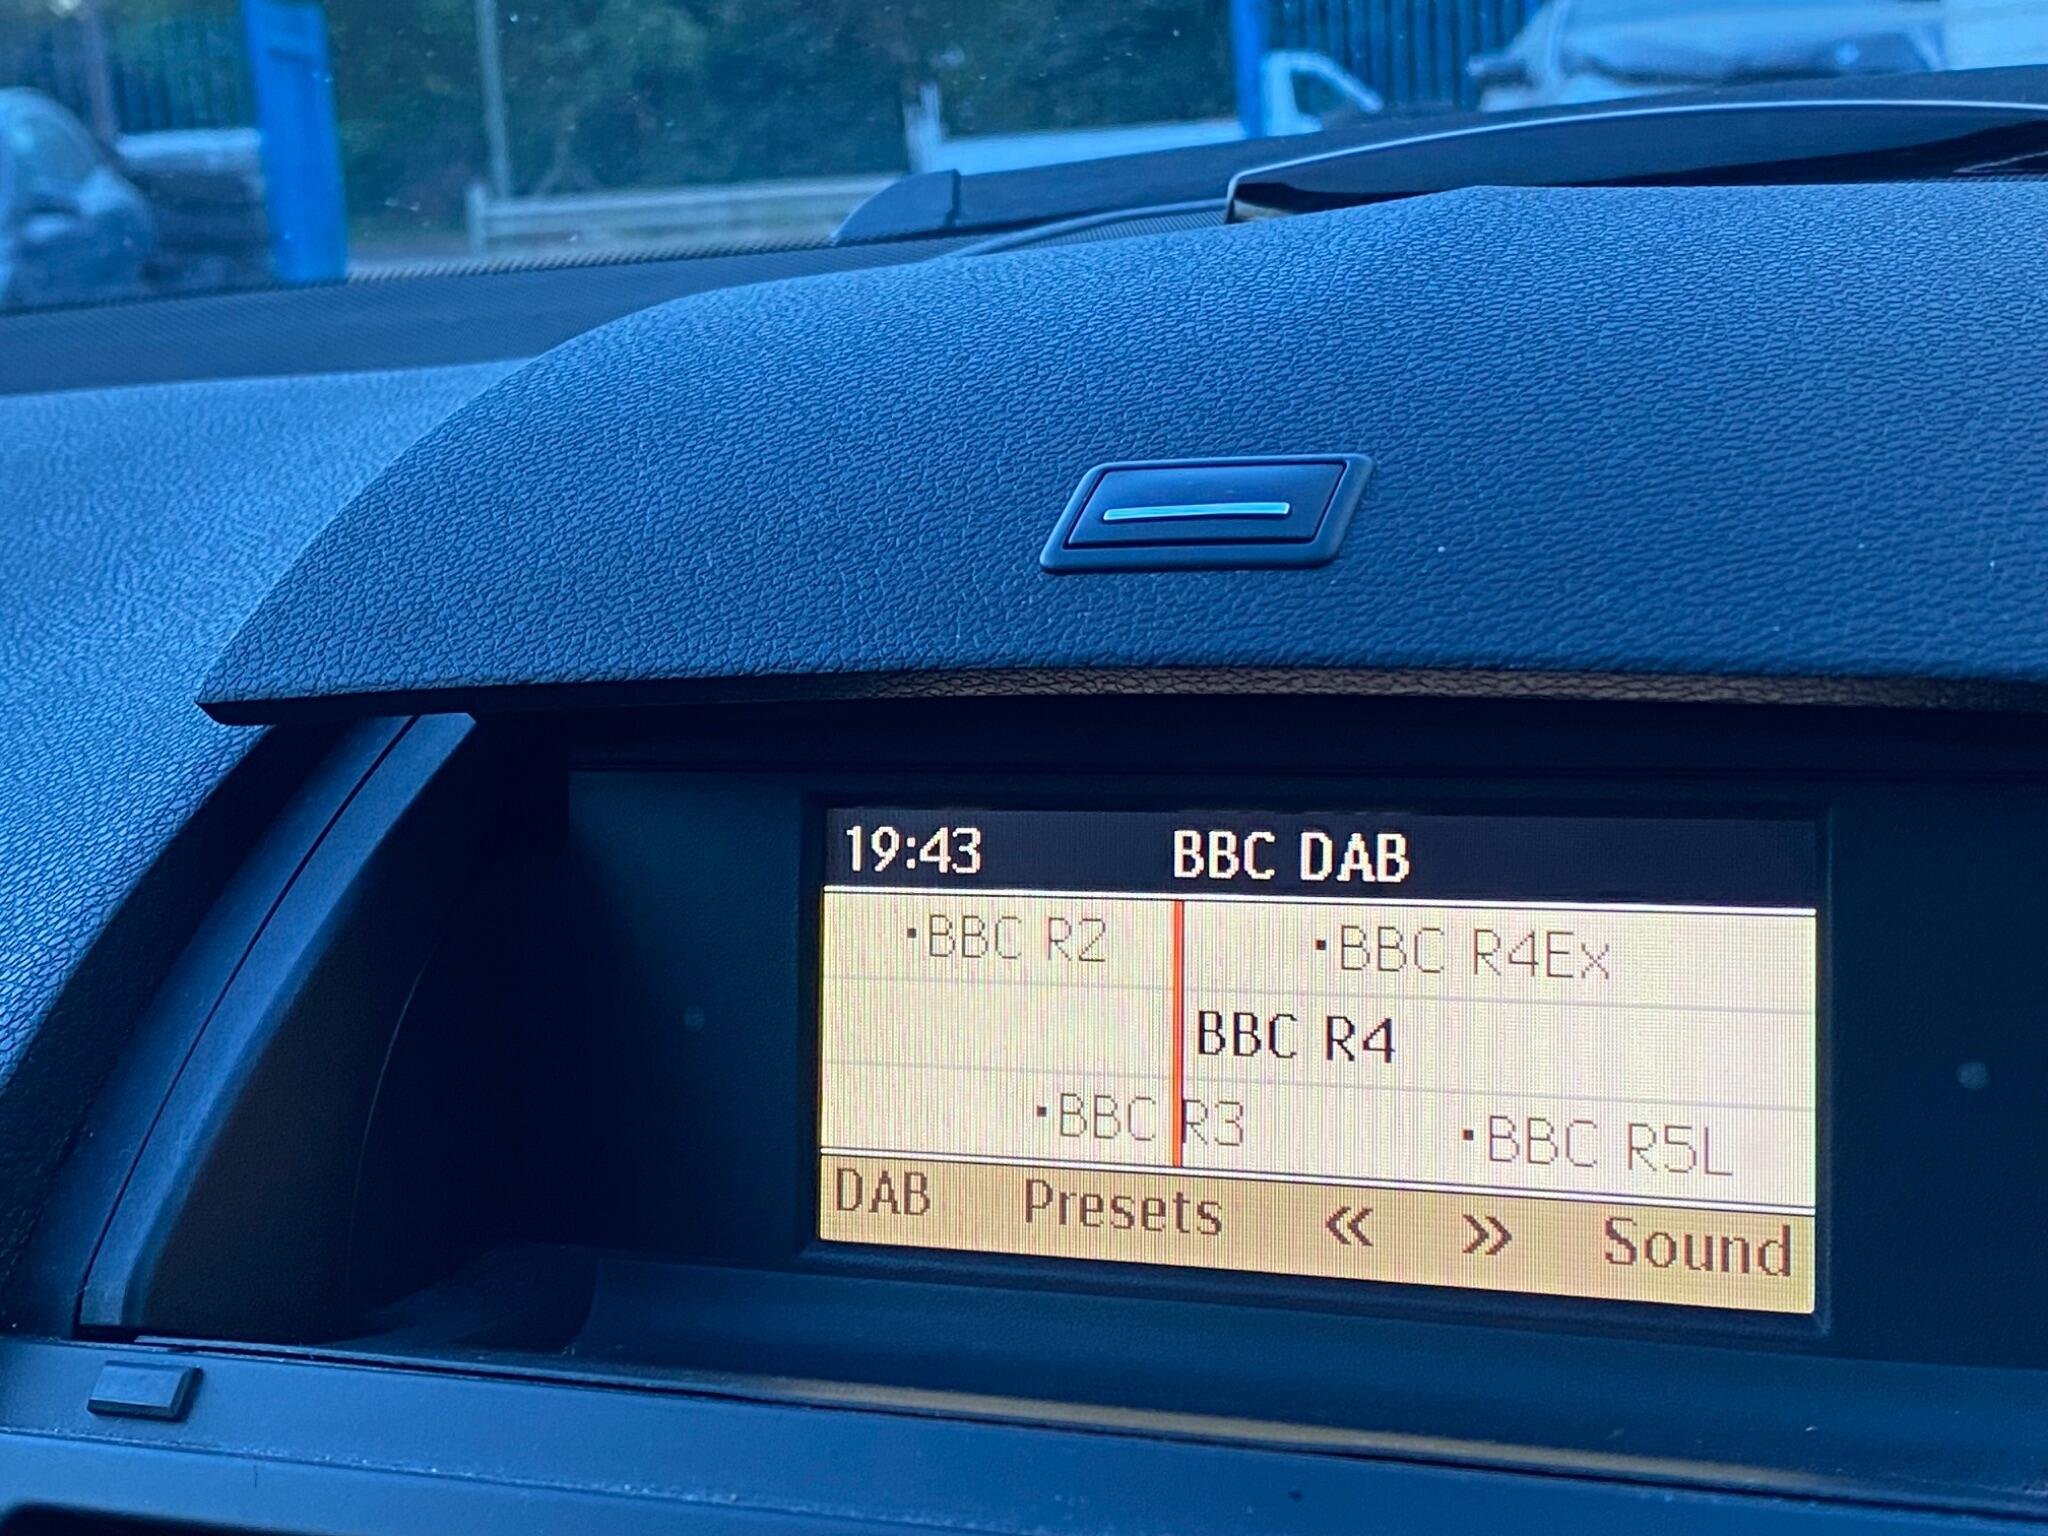 19:43 BBC DAB
•BBC R2 •BBC R4Ex
BBC R4
•BBC R3 •BBC R5L
DAB Presets « » Sound